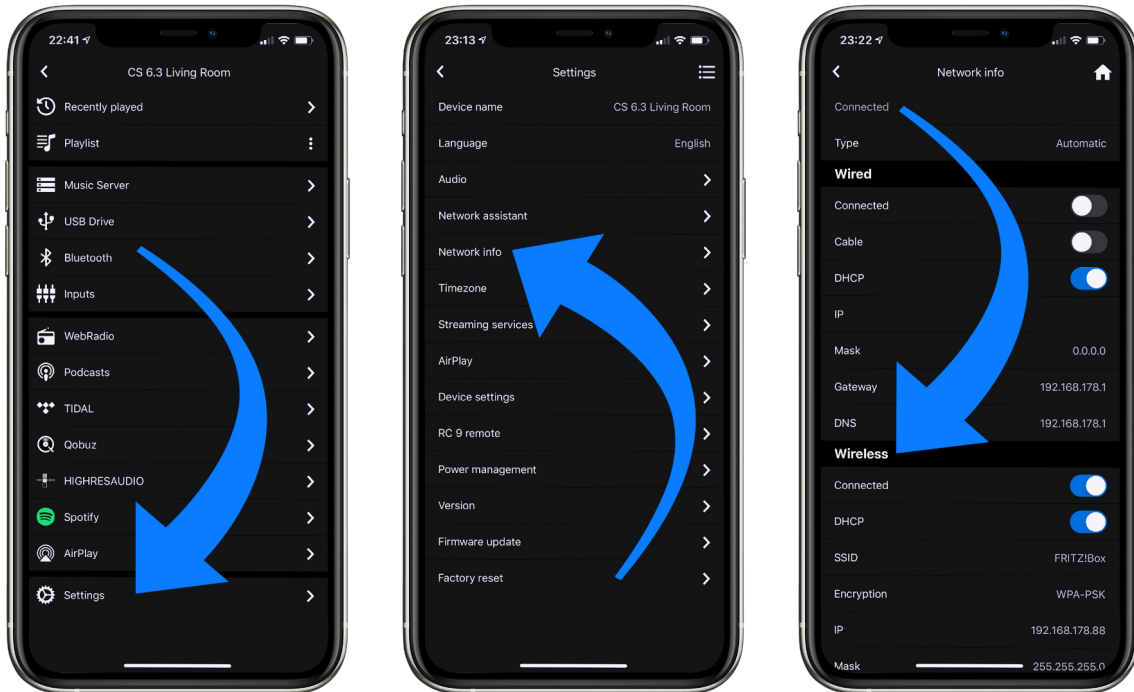 22:41
CS 6.3 Living Room
Recently played
Playlist
Music Server
USB Drive
Bluetooth
Inputs
WebRadio
Podcasts
TIDAL
Qobuz
HIGHRESAUDIO
Spotify
AirPlay
Settings
23:13
Settings
Device name CS 6.3 Living Room
Language English
Audio
Network assistant
Network info
Timezone
Streaming services
AirPlay
Device settings
RC 9 remote
Power management
Version
Firmware update
Factory reset
23:22
Network info
Connected
Type Automatic
Wired
Connected
Cable
DHCP
IP
Mask 0.0.0.0
Gateway 192.168.178.1
DNS 192.168.178.1
Wireless
Connected
DHCP
SSID FRITZ!Box
Encryption WPA-PSK
IP 192.168.178.88
Mask 255.255.255.0